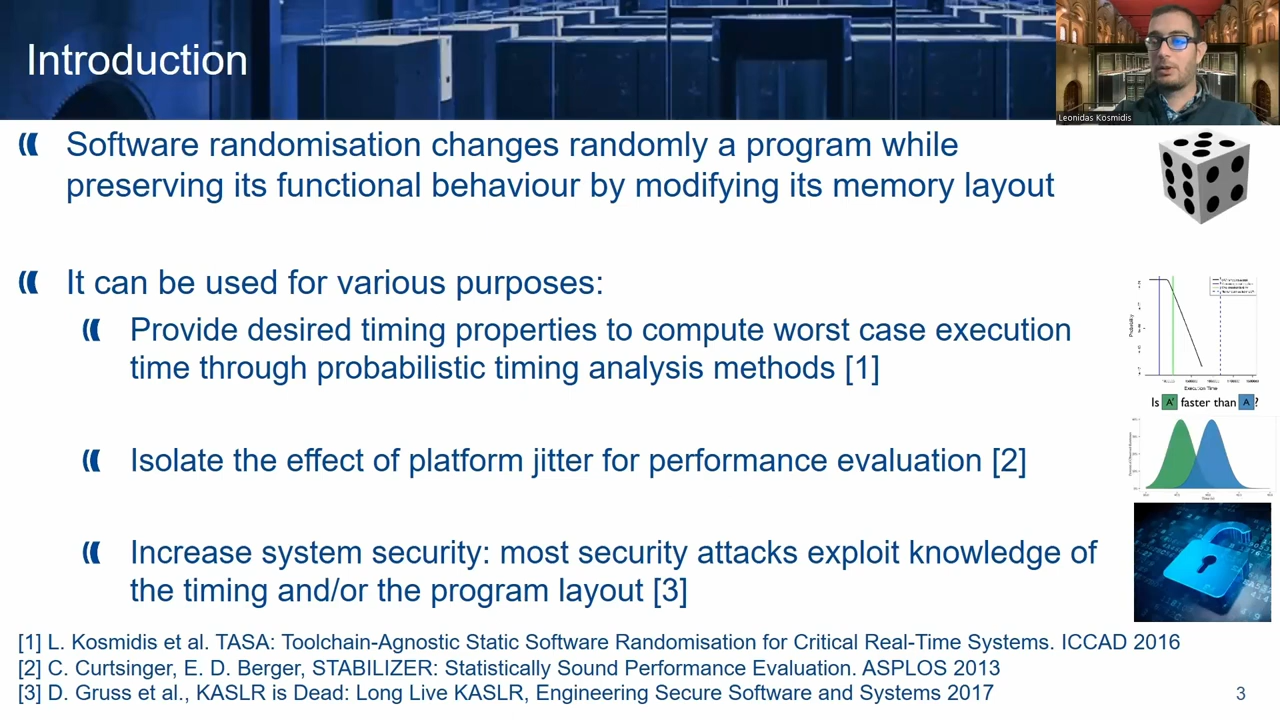 Introduction
Leonidas Kosmidis
Software randomisation changes randomly a program while
preserving its functional behaviour by modifying its memory layout
It can be used for various purposes:
Provide desired timing properties to compute worst case execution
time through probabilistic timing analysis methods [1]
Execution Time
Is A' faster than A ?
Isolate the effect of platform jitter for performance evaluation [2]
Increase system security: most security attacks exploit knowledge of
the timing and/or the program layout [3]
[1] L. Kosmidis et al. TASA: Toolchain-Agnostic Static Software Randomisation for Critical Real-Time Systems. ICCAD 2016
[2] C. Curtsinger, E. D. Berger, STABILIZER: Statistically Sound Performance Evaluation. ASPLOS 2013
[3] D. Gruss et al., KASLR is Dead: Long Live KASLR, Engineering Secure Software and Systems 2017
3